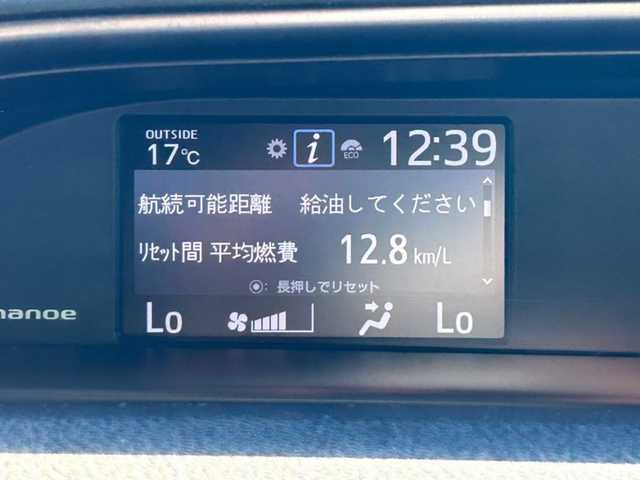 OUTSIDE
17℃ ECO 12:39
航続可能距離 給油してください
リセット間 平均燃費 12.8 km/L
◉: 長押しでリセット
nanoe
Lo Lo